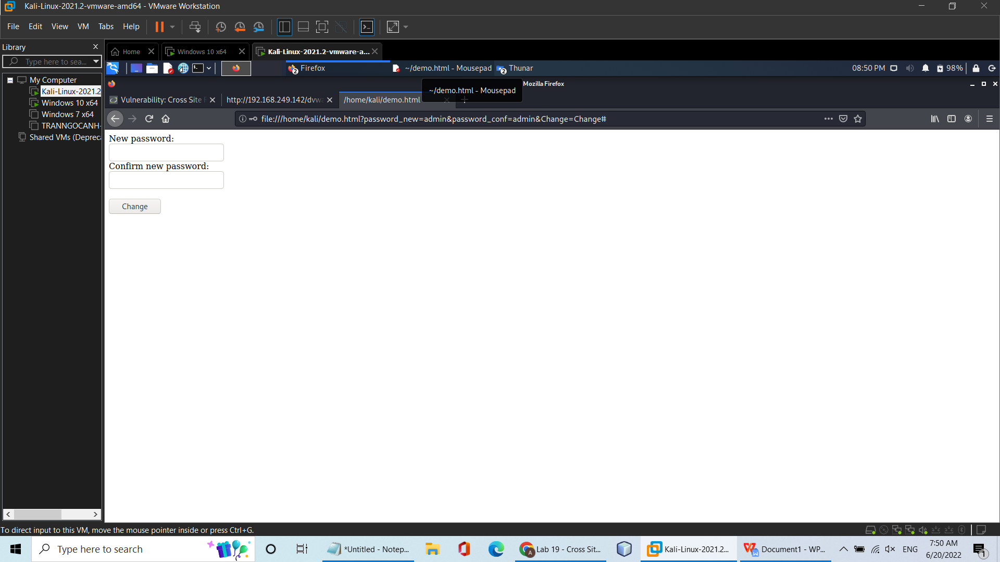 Kali-Linux-2021.2-vmware-amd64 - VMware Workstation
File Edit View VM Tabs Help
Library
Type here to sea...
My Computer
Kali-Linux-2021.2
Windows 10 x64
Windows 7 x64
TRANNGOCANH-
Shared VMs (Depreca
Home
Windows 10 x64
Kali-Linux-2021.2-vmware-a...
2 Firefox
~/demo.html - Mousepad
2 Thunar
08:50 PM
98%
Mozilla Firefox
~/demo.html - Mousepad
Vulnerability: Cross Site
http://192.168.249.142/dvwa
/home/kali/demo.html
file:///home/kali/demo.html?password_new=admin&password_conf=admin&Change=Change#
New password:
Confirm new password:
Change
To direct input to this VM, move the mouse pointer inside or press Ctrl+G.
Type here to search
*Untitled - Notep...
Lab 19 - Cross Sit...
Kali-Linux-2021.2...
Document1 - WP...
ENG
7:50 AM
6/20/2022
1